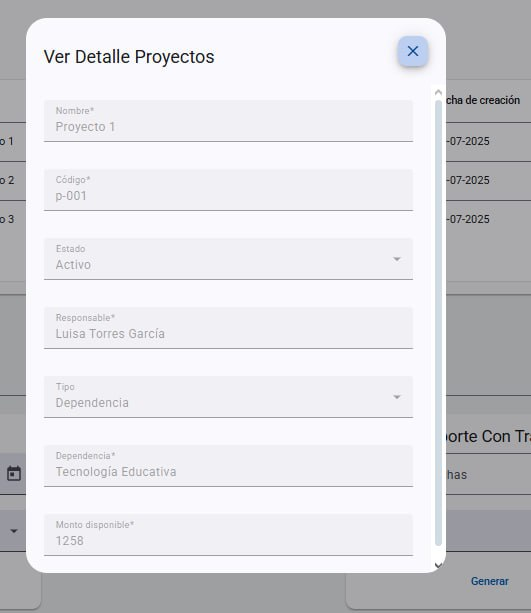 Ver Detalle Proyectos
cha de creación
Nombre*
Proyecto 1
o 1
-07-2025
Código*
p-001
o 2
-07-2025
o 3
-07-2025
Estado
Activo
Responsable*
Luisa Torres García
Tipo
Dependencia
orte Con Tra
Dependencia*
Tecnología Educativa
has
Monto disponible*
1258
Generar